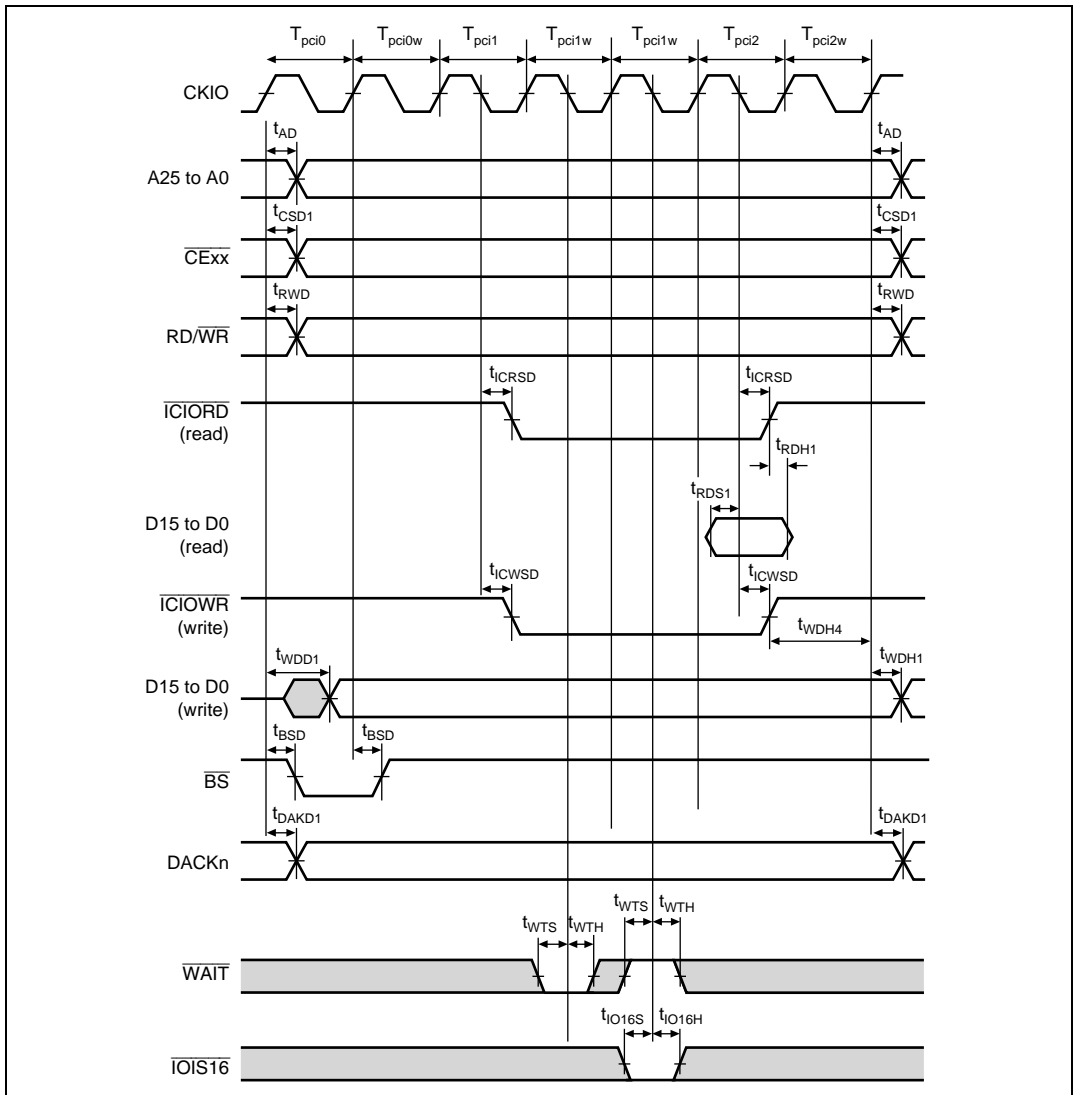 Tpci0 Tpci0w Tpci1 Tpci1w Tpci1w Tpci2 Tpci2w
CKIO
tAD tAD
A25 to A0
tCSD1 tCSD1
CExx
tRWD tRWD
RD/WR
tICRSD tICRSD
ICIORD
(read)
tRDH1
tRDS1
D15 to D0
(read)
tICWSD tICWSD
ICIOWR
(write)
tWDH4
tWDD1 tWDH1
D15 to D0
(write)
tBSD tBSD
BS
tDAKD1 tDAKD1
DACKn
tWTS tWTH tWTS tWTH
WAIT
tIO16S tIO16H
IOIS16